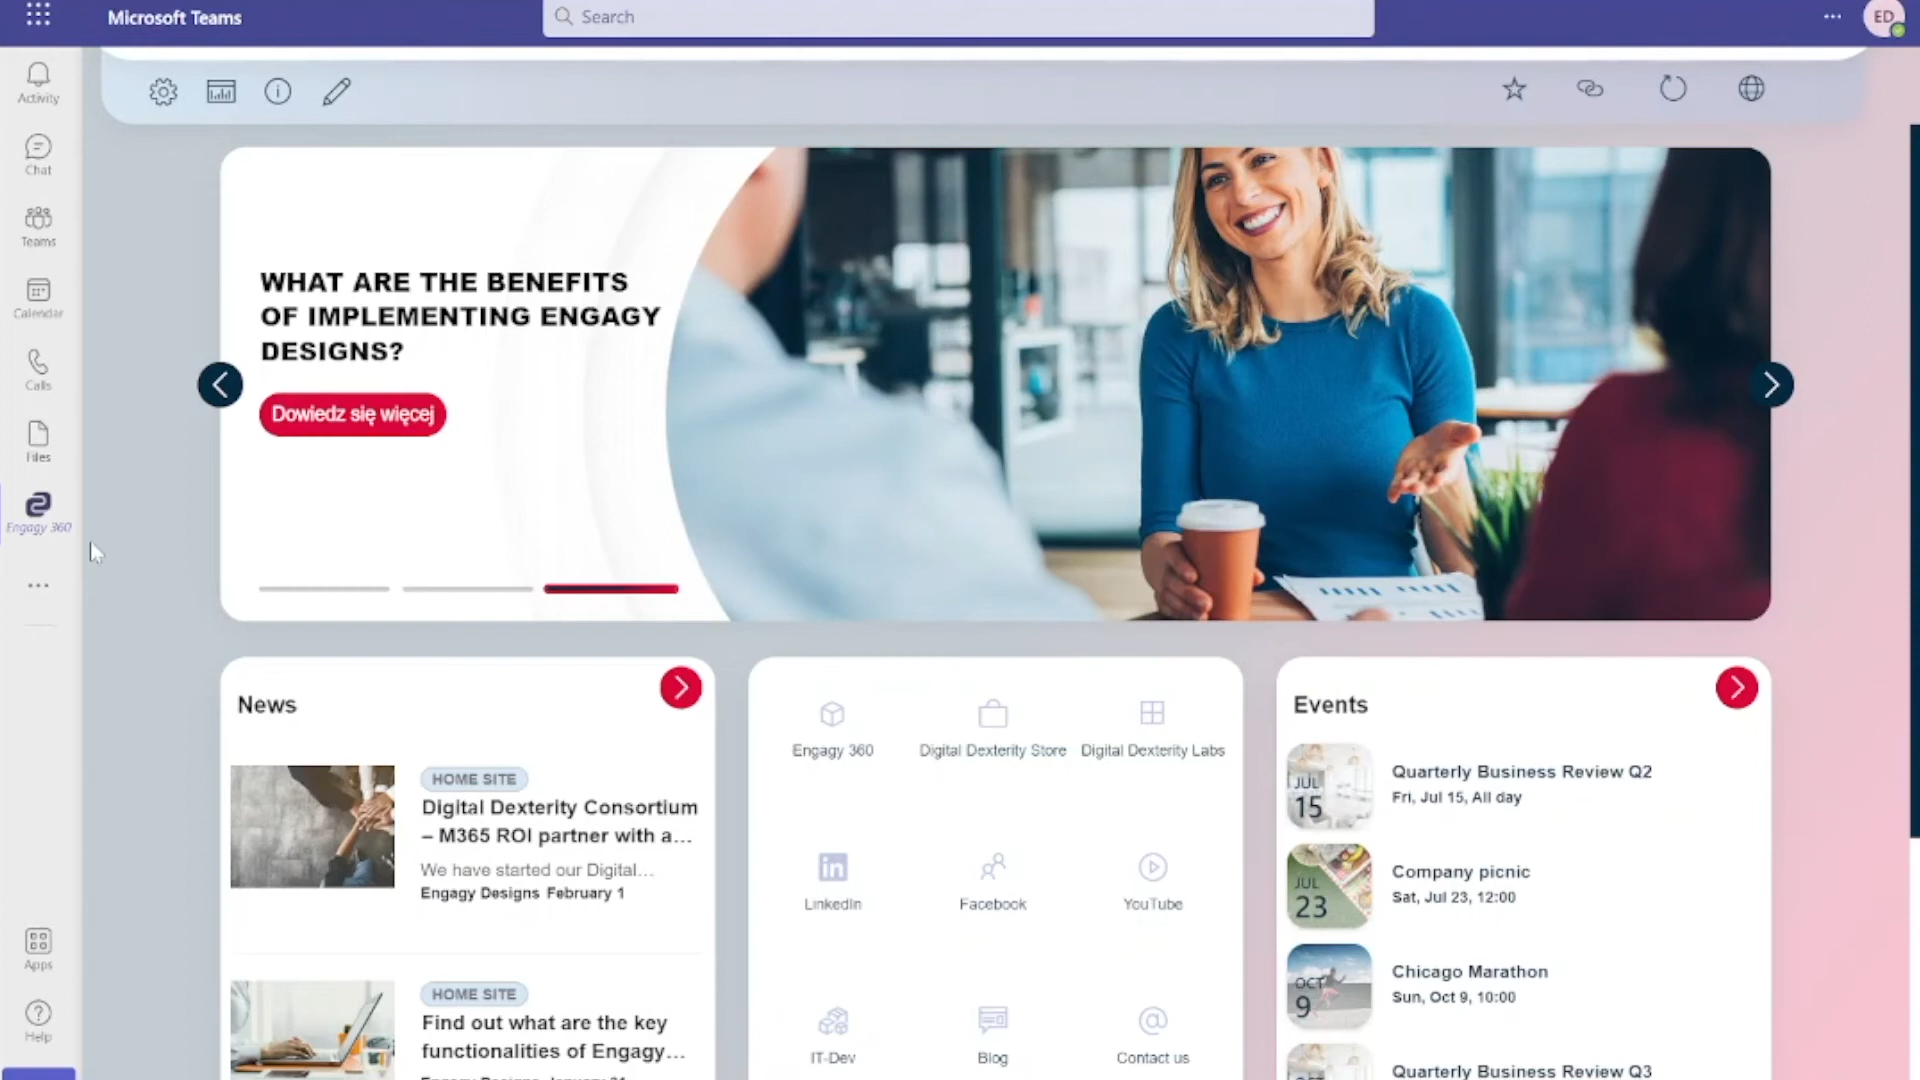 Microsoft Teams
Search
ED
Activity
Chat
Teams
Calendar
Calls
Files
Engagy 360
Apps
Help
WHAT ARE THE BENEFITS
OF IMPLEMENTING ENGAGY
DESIGNS?
Dowiedz się więcej
News
HOME SITE
Digital Dexterity Consortium
– M365 ROI partner with a...
We have started our Digital...
Engagy Designs February 1
HOME SITE
Find out what are the key
functionalities of Engagy...
Engagy 360
Digital Dexterity Store
Digital Dexterity Labs
LinkedIn
Facebook
YouTube
IT-Dev
Blog
Contact us
Events
JUL
15
Quarterly Business Review Q2
Fri, Jul 15, All day
JUL
23
Company picnic
Sat, Jul 23, 12:00
OCT
9
Chicago Marathon
Sun, Oct 9, 10:00
Quarterly Business Review Q3